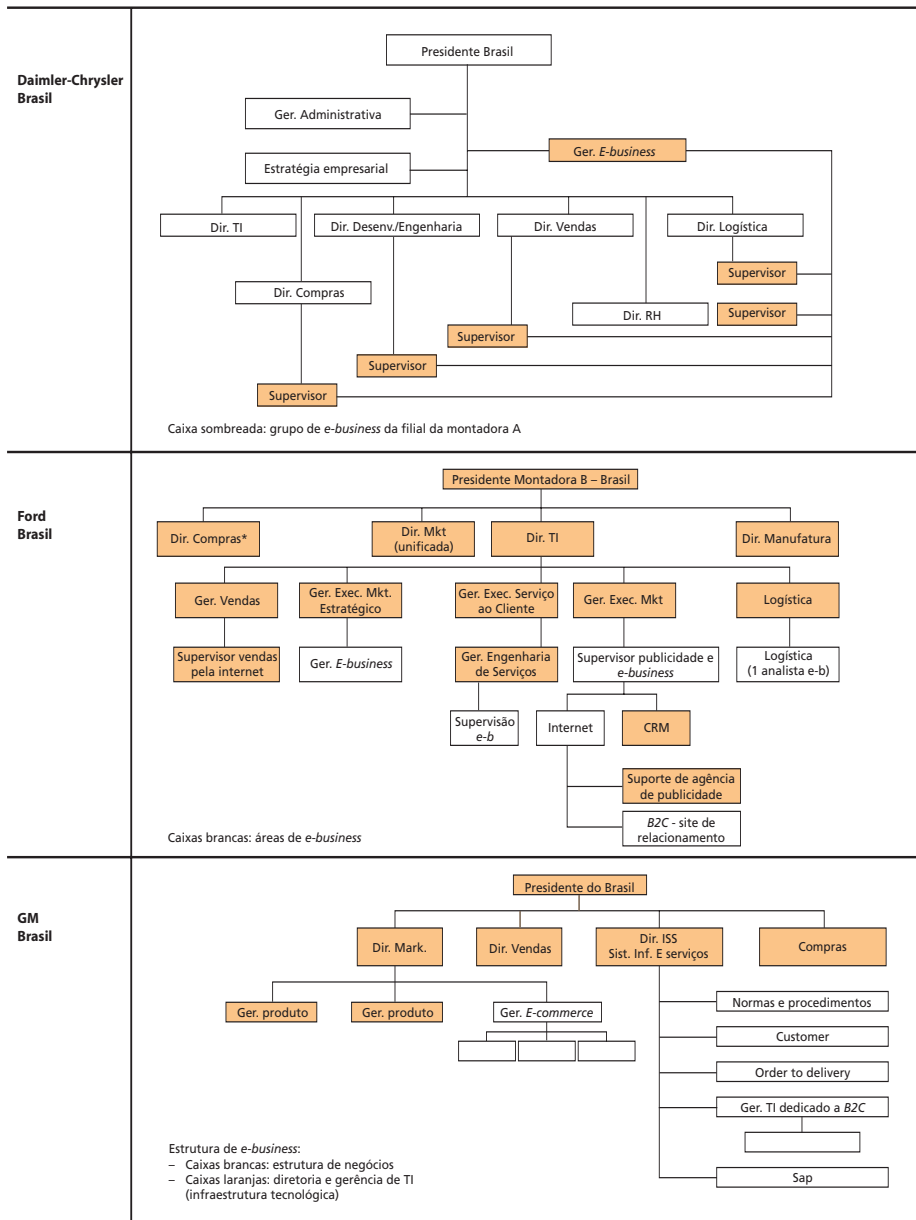 Daimler-Chrysler
Brasil
Presidente Brasil
Ger. Administrativa
Ger. E-business
Estratégia empresarial
Dir. TI
Dir. Desenv./Engenharia
Dir. Vendas
Dir. Logística
Supervisor
Dir. Compras
Supervisor
Dir. RH
Supervisor
Supervisor
Supervisor
Caixa sombreada: grupo de e-business da filial da montadora A
Ford
Brasil
Presidente Montadora B – Brasil
Dir. Compras*
Dir. Mkt
(unificada)
Dir. TI
Dir. Manufatura
Ger. Vendas
Ger. Exec. Mkt.
Estratégico
Ger. Exec. Serviço
ao Cliente
Ger. Exec. Mkt
Logística
Supervisor vendas
pela internet
Ger. E-business
Ger. Engenharia
de Serviços
Supervisor publicidade e
e-business
Logística
(1 analista e-b)
Supervisão
e-b
Internet
CRM
Suporte de agência
de publicidade
B2C - site de
relacionamento
Caixas brancas: áreas de e-business
GM
Brasil
Presidente do Brasil
Dir. Mark.
Dir. Vendas
Dir. ISS
Sist. Inf. E serviços
Compras
Ger. produto
Ger. produto
Ger. E-commerce
Normas e procedimentos
Customer
Order to delivery
Ger. TI dedicado a B2C
Sap
Estrutura de e-business:
– Caixas brancas: estrutura de negócios
– Caixas laranjas: diretoria e gerência de TI
(infraestrutura tecnológica)